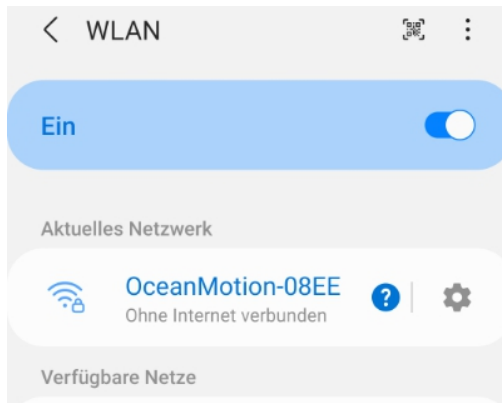 WLAN
Ein
Aktuelles Netzwerk
OceanMotion-08EE
Ohne Internet verbunden
Verfügbare Netze